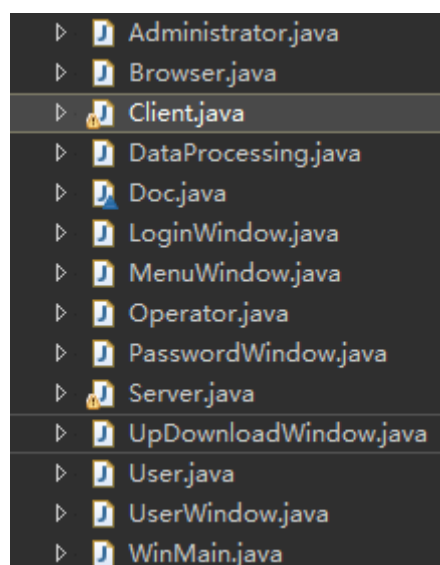 Administrator.java
Browser.java
Client.java
DataProcessing.java
Doc.java
LoginWindow.java
MenuWindow.java
Operator.java
PasswordWindow.java
Server.java
UpDownloadWindow.java
User.java
UserWindow.java
WinMain.java